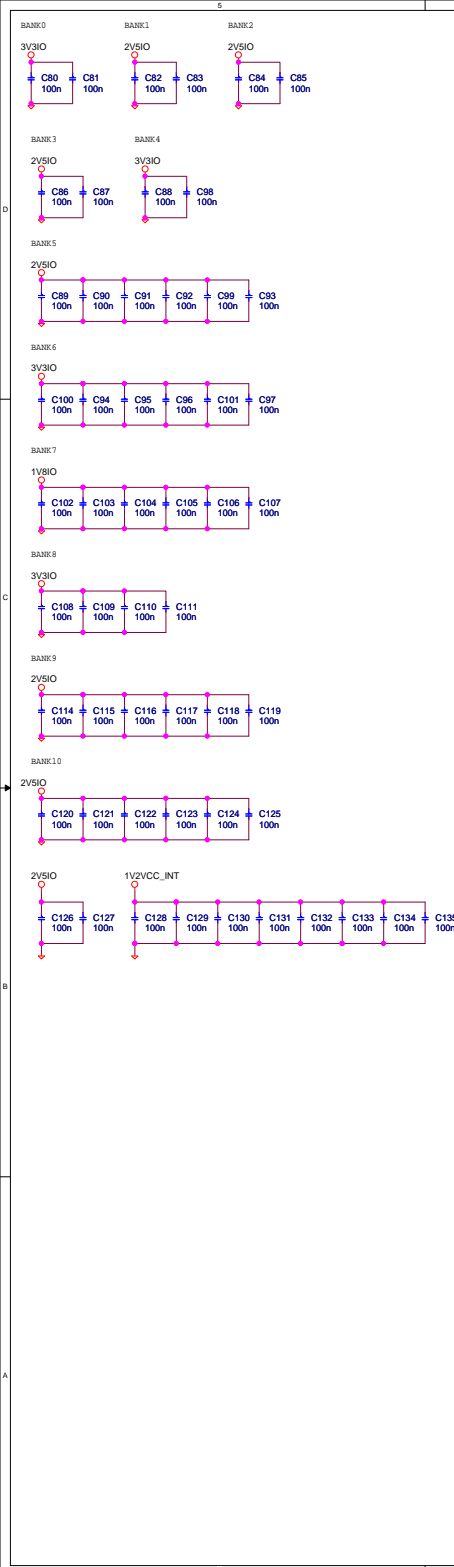 5
BANK0 BANK1 BANK2
3V3IO 2V5IO 2V5IO
C80 C81 C82 C83 C84 C85
100n 100n 100n 100n 100n 100n
BANK3 BANK4
2V5IO 3V3IO
C86 C87 C88 C98
100n 100n 100n 100n
D
BANK5
2V5IO
C89 C90 C91 C92 C99 C93
100n 100n 100n 100n 100n 100n
BANK6
3V3IO
C100 C94 C95 C96 C101 C97
100n 100n 100n 100n 100n 100n
BANK7
1V8IO
C102 C103 C104 C105 C106 C107
100n 100n 100n 100n 100n 100n
BANK8
3V3IO
C
C108 C109 C110 C111
100n 100n 100n 100n
BANK9
2V5IO
C114 C115 C116 C117 C118 C119
100n 100n 100n 100n 100n 100n
BANK10
2V5IO
C120 C121 C122 C123 C124 C125
100n 100n 100n 100n 100n 100n
2V5IO 1V2VCC_INT
C126 C127 C128 C129 C130 C131 C132 C133 C134 C135
100n 100n 100n 100n 100n 100n 100n 100n 100n 100n
B
A